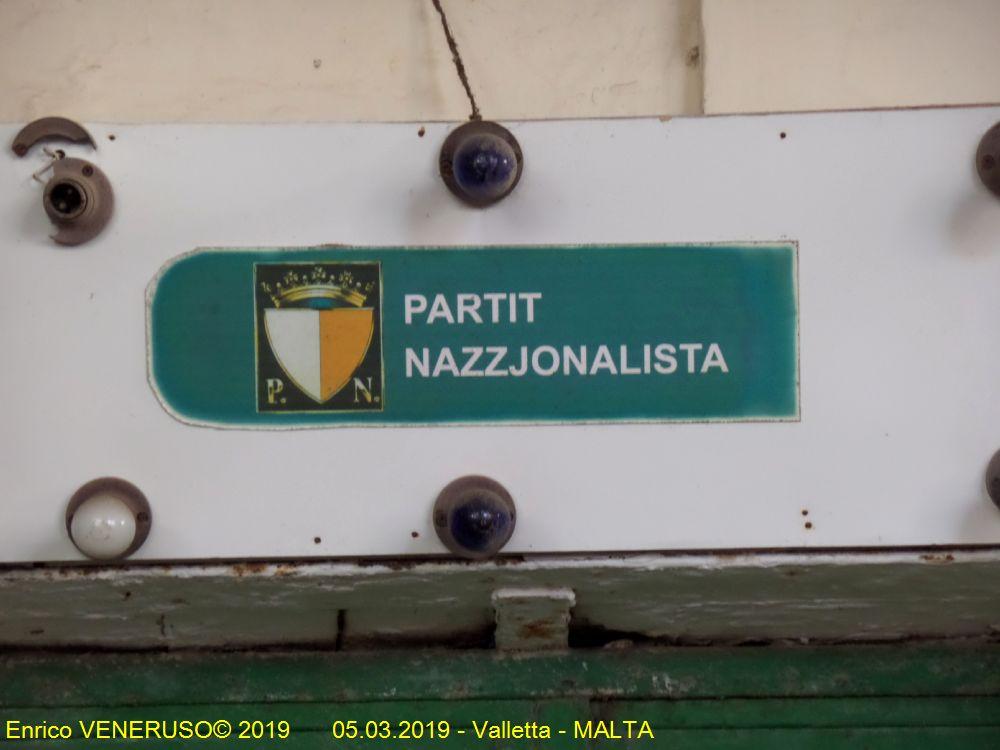 PARTIT
NAZZJONALISTA
P. N.
Enrico VENERUSO© 2019 05.03.2019 - Valletta - MALTA